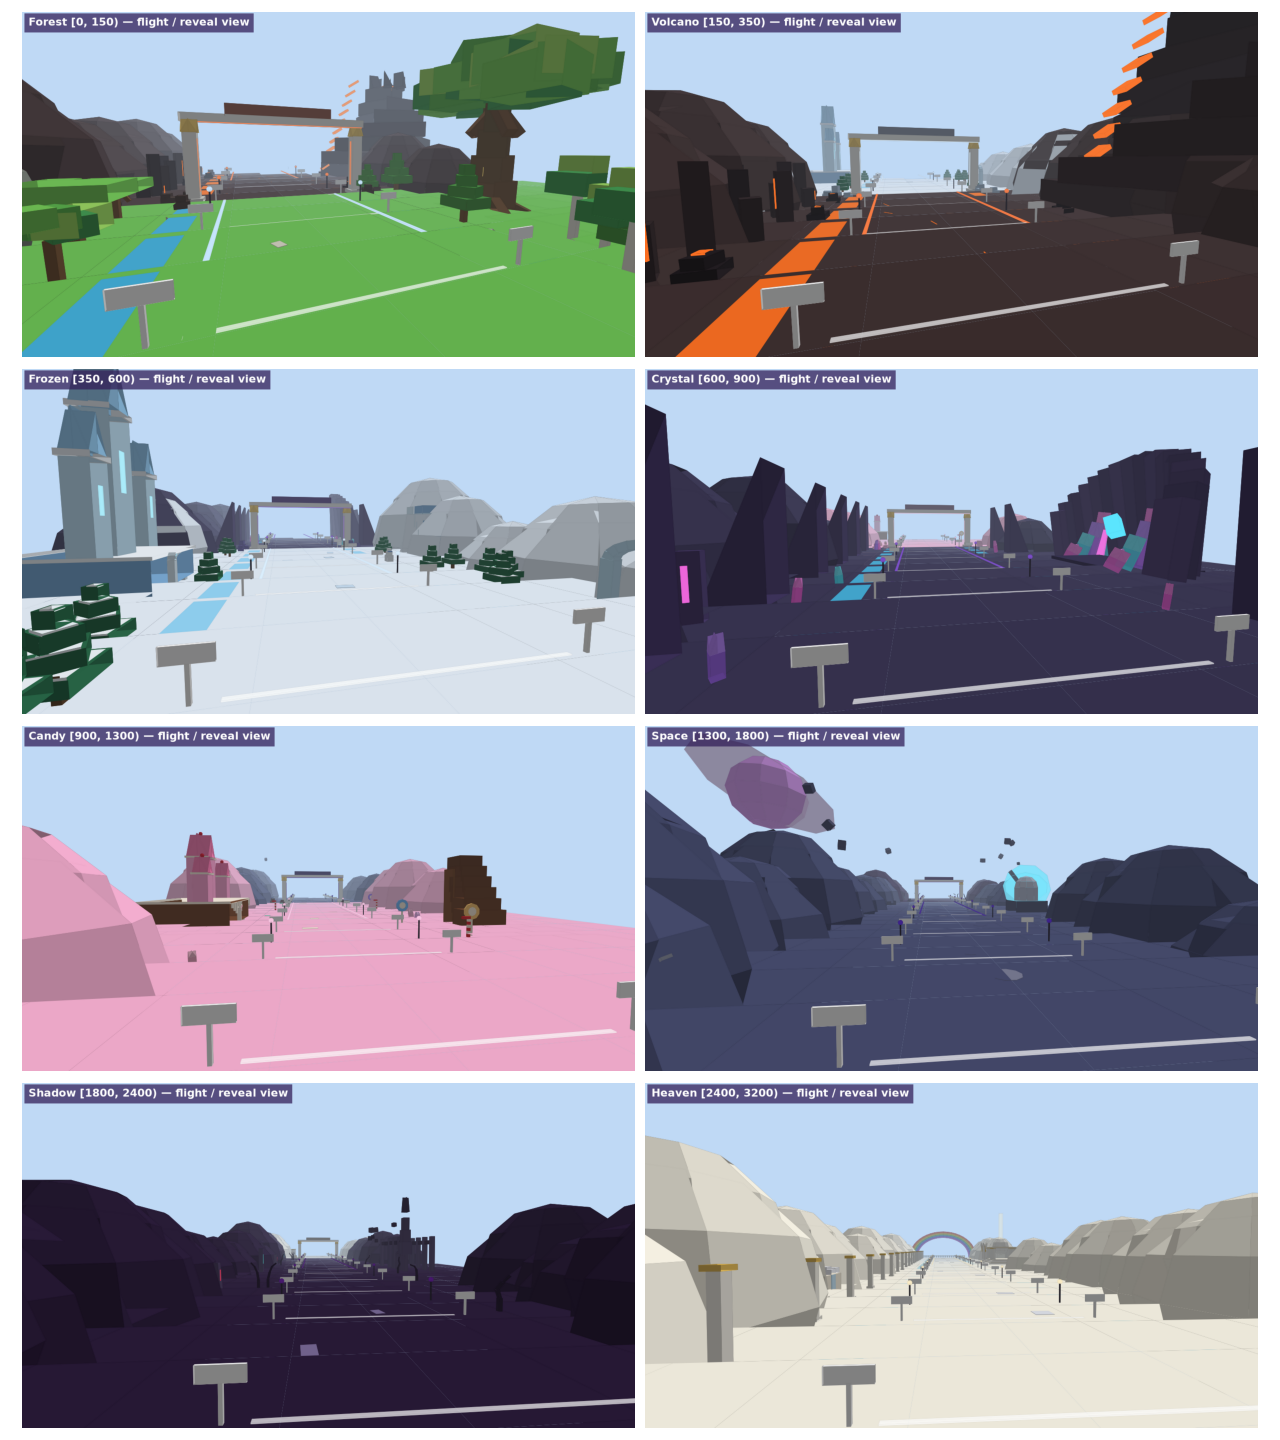 Forest [0, 150) — flight / reveal view
Volcano [150, 350) — flight / reveal view
Frozen [350, 600) — flight / reveal view
Crystal [600, 900) — flight / reveal view
Candy [900, 1300) — flight / reveal view
Space [1300, 1800) — flight / reveal view
Shadow [1800, 2400) — flight / reveal view
Heaven [2400, 3200) — flight / reveal view